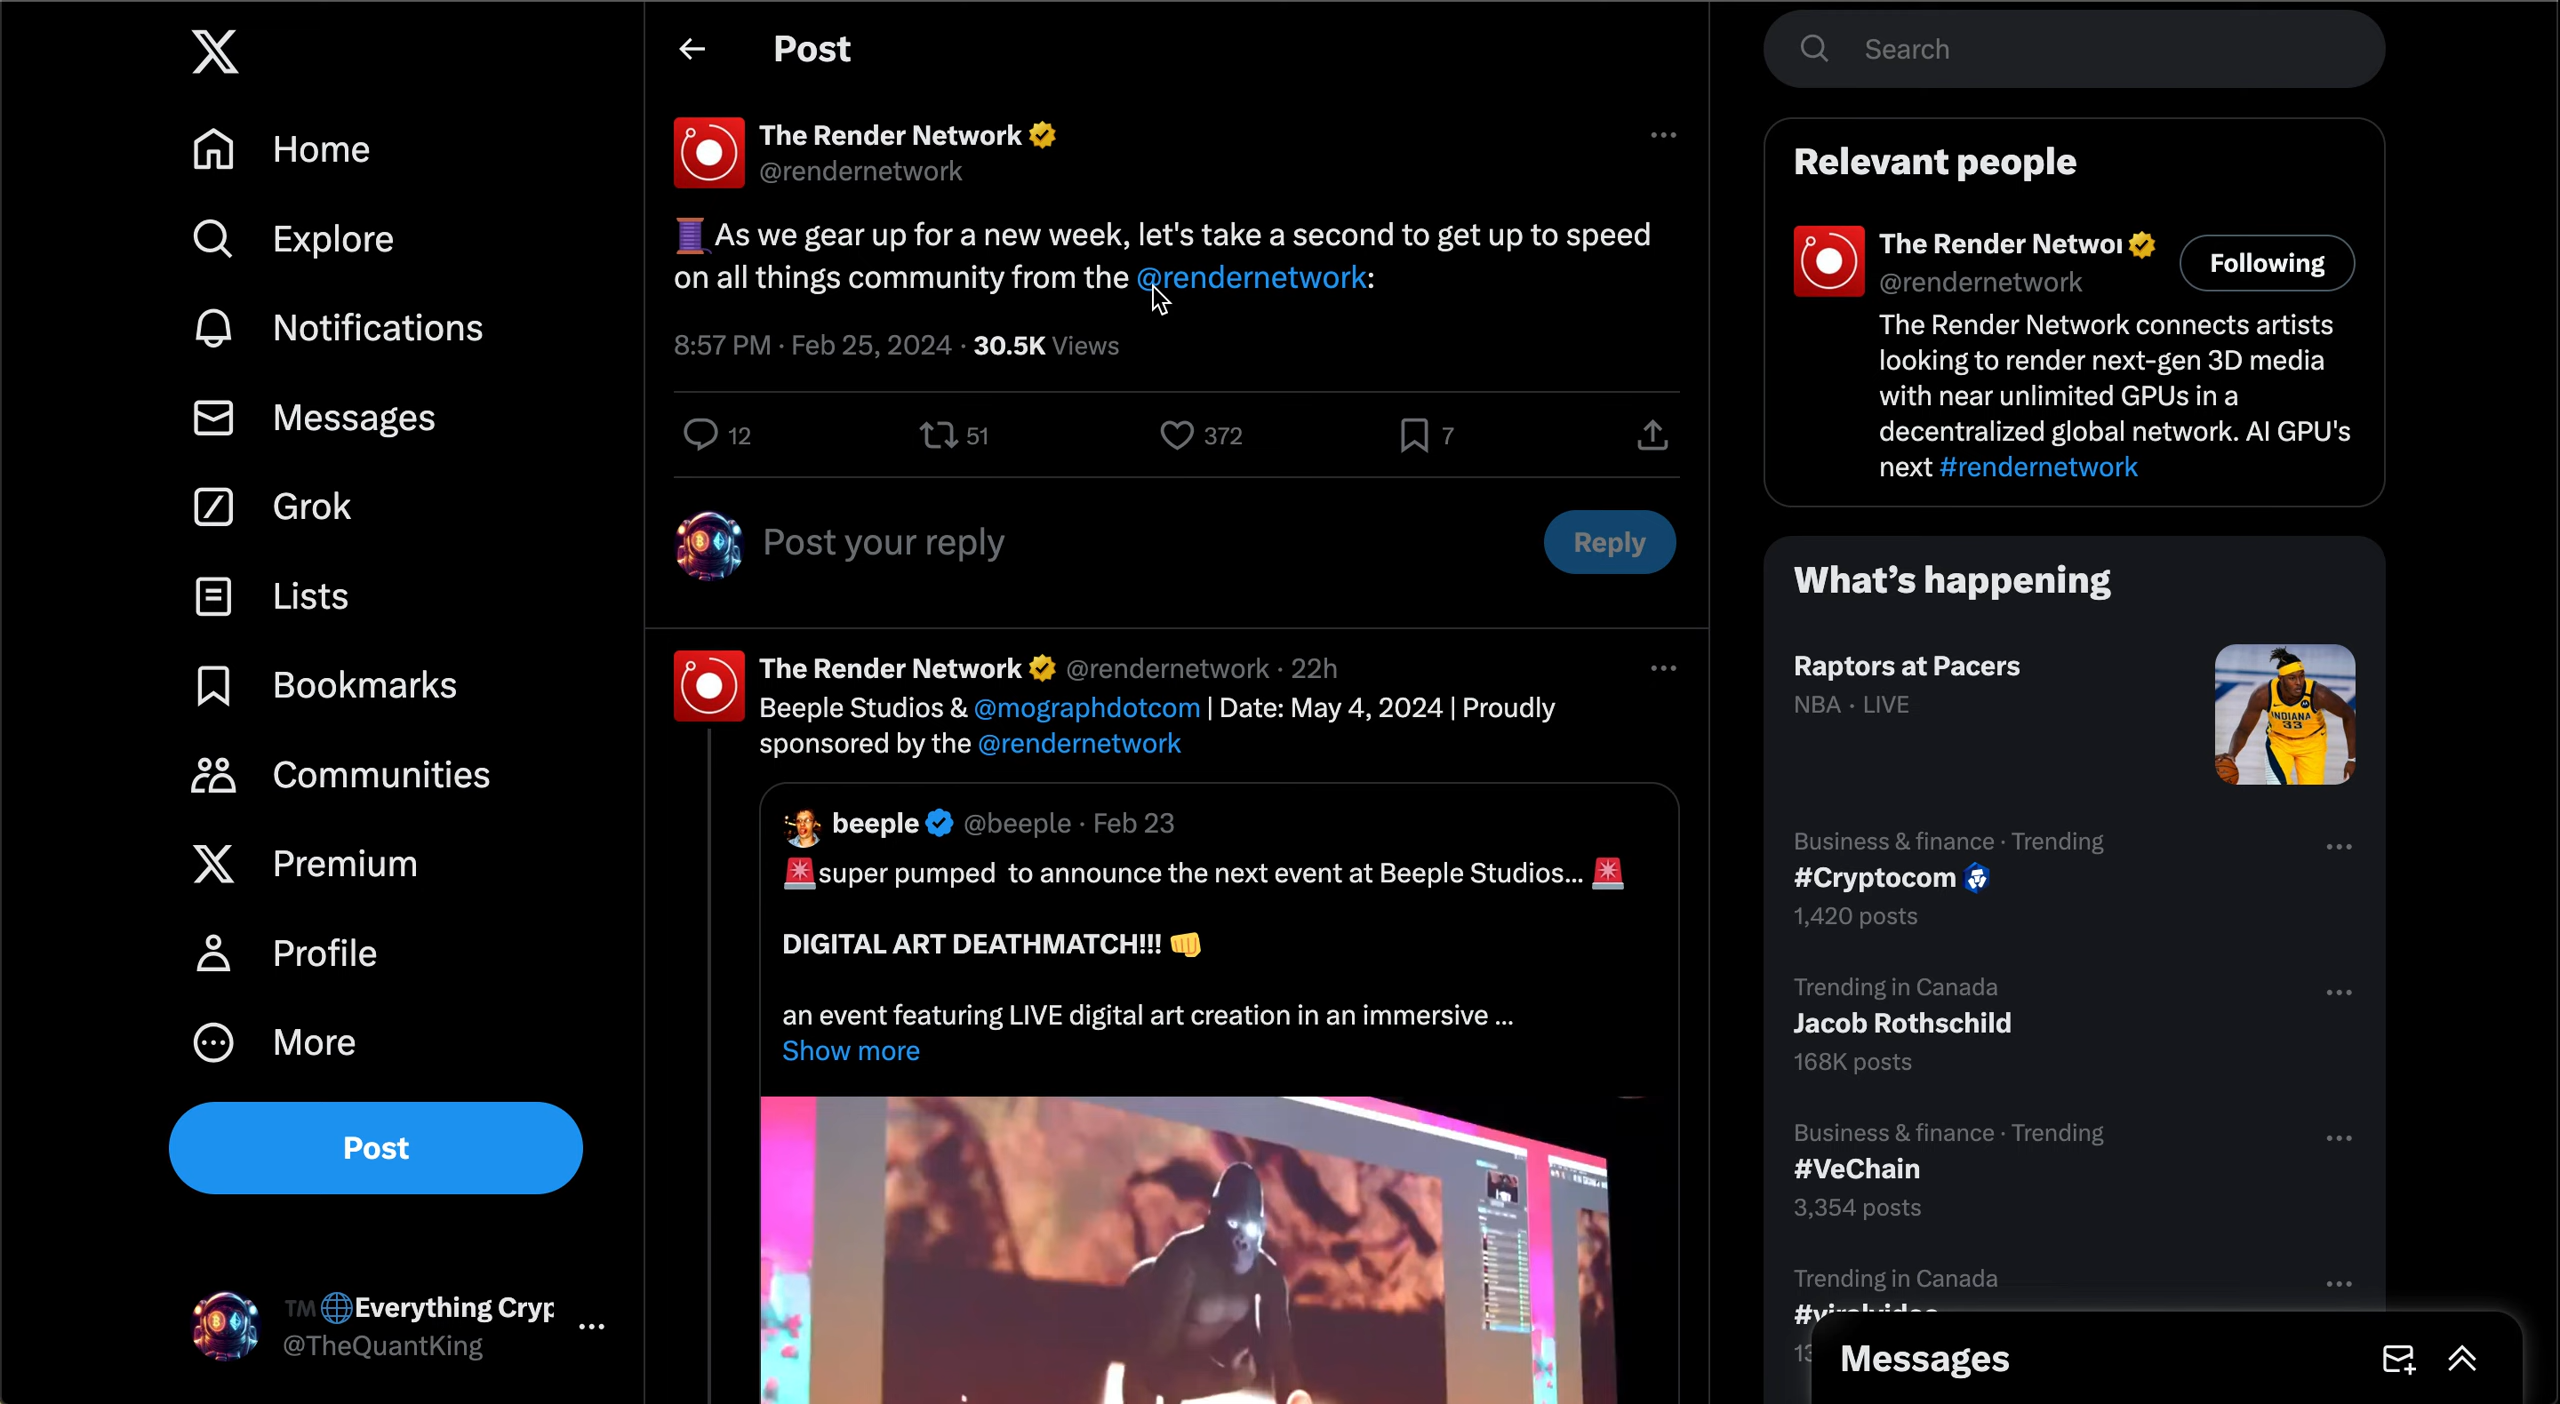 Home
Explore
Notifications
Messages
Grok
Lists
Bookmarks
Communities
Premium
Profile
More
Post
™🌐Everything Cryp
@TheQuantKing
Post
The Render Network
@rendernetwork
🧵As we gear up for a new week, let's take a second to get up to speed
on all things community from the @rendernetwork:
8:57 PM · Feb 25, 2024 · 30.5K Views
12 51 372 7
Post your reply
Reply
The Render Network @rendernetwork · 22h
Beeple Studios & @mographdotcom | Date: May 4, 2024 | Proudly
sponsored by the @rendernetwork
beeple @beeple · Feb 23
🚨super pumped to announce the next event at Beeple Studios... 🚨
DIGITAL ART DEATHMATCH!!! 👊
an event featuring LIVE digital art creation in an immersive ...
Show more
Search
Relevant people
The Render Networ
@rendernetwork
Following
The Render Network connects artists
looking to render next-gen 3D media
with near unlimited GPUs in a
decentralized global network. AI GPU's
next #rendernetwork
What's happening
Raptors at Pacers
NBA · LIVE
INDIANA
33
Business & finance · Trending
#Cryptocom
1,420 posts
Trending in Canada
Jacob Rothschild
168K posts
Business & finance · Trending
#VeChain
3,354 posts
Trending in Canada
Messages